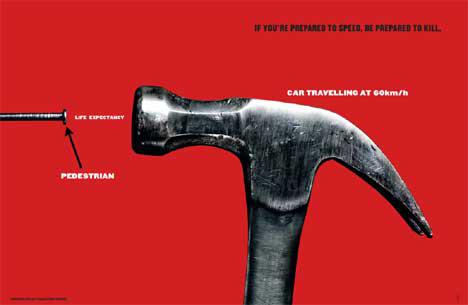 IF YOU'RE PREPARED TO SPEED, BE PREPARED TO KILL.
CAR TRAVELLING AT 60km/h
LIFE EXPECTANCY
PEDESTRIAN